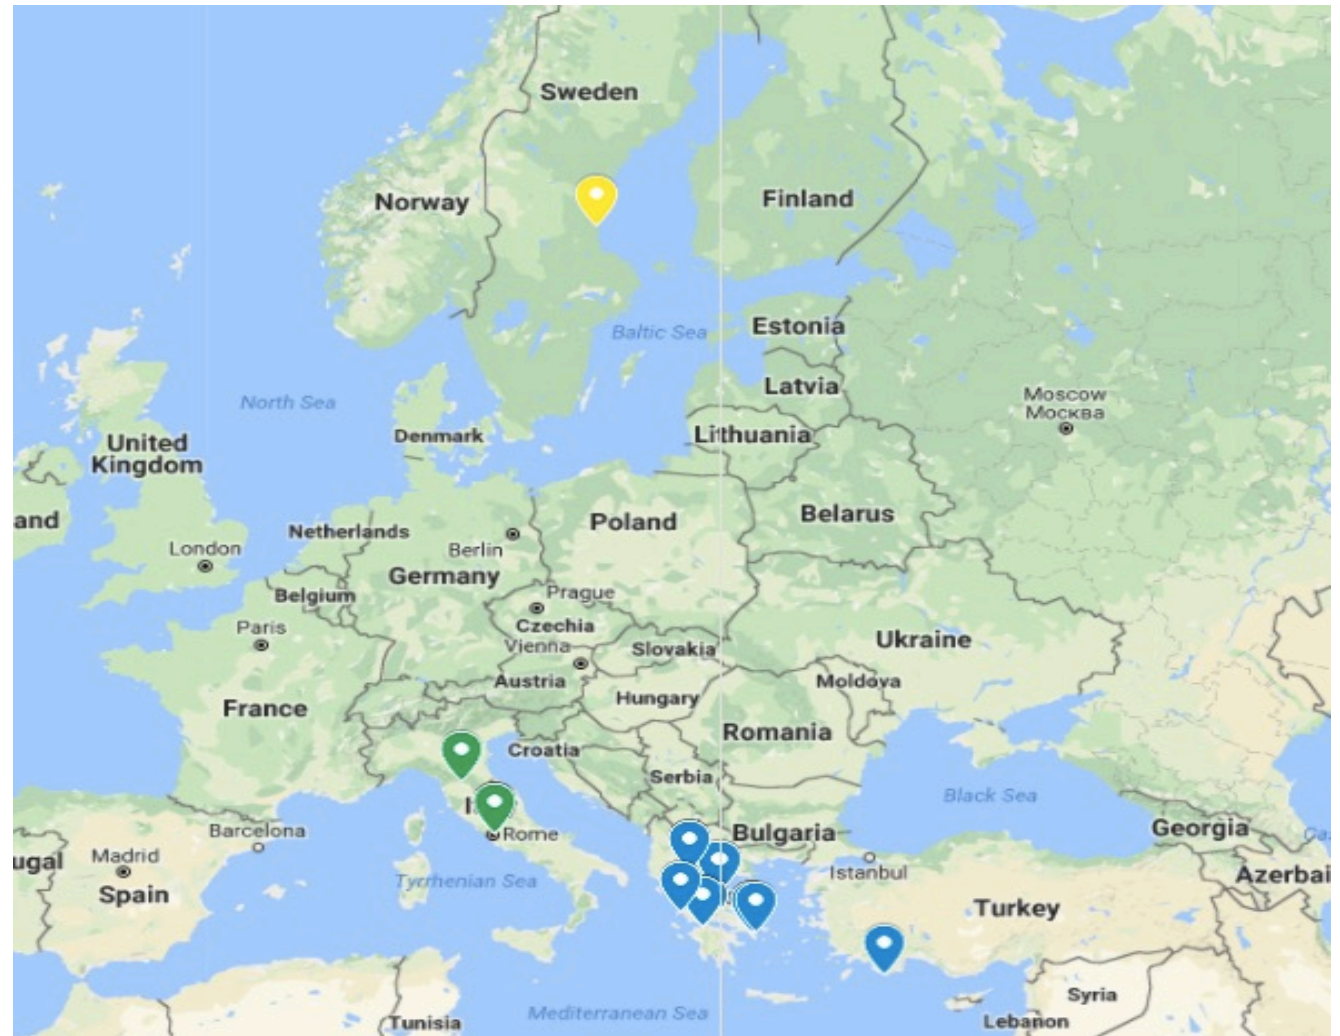 Sweden
Norway
Finland
Estonia
Baltic Sea
Latvia
North Sea
Moscow
Москва
Denmark
Lithuania
United
Kingdom
and
Netherlands
Poland
Belarus
London
Berlin
Germany
Belgium
Prague
Czechia
Paris
Vienna
Slovakia
Ukraine
Austria
Moldova
Hungary
France
Romania
Croatia
Serbia
Black Sea
Barcelona
Rome
Bulgaria
Georgia
ugal
Madrid
Istanbul
Azerbai
Tyrrhenian Sea
Spain
Turkey
Syria
Mediterranean Sea
Tunisia
Lebanon